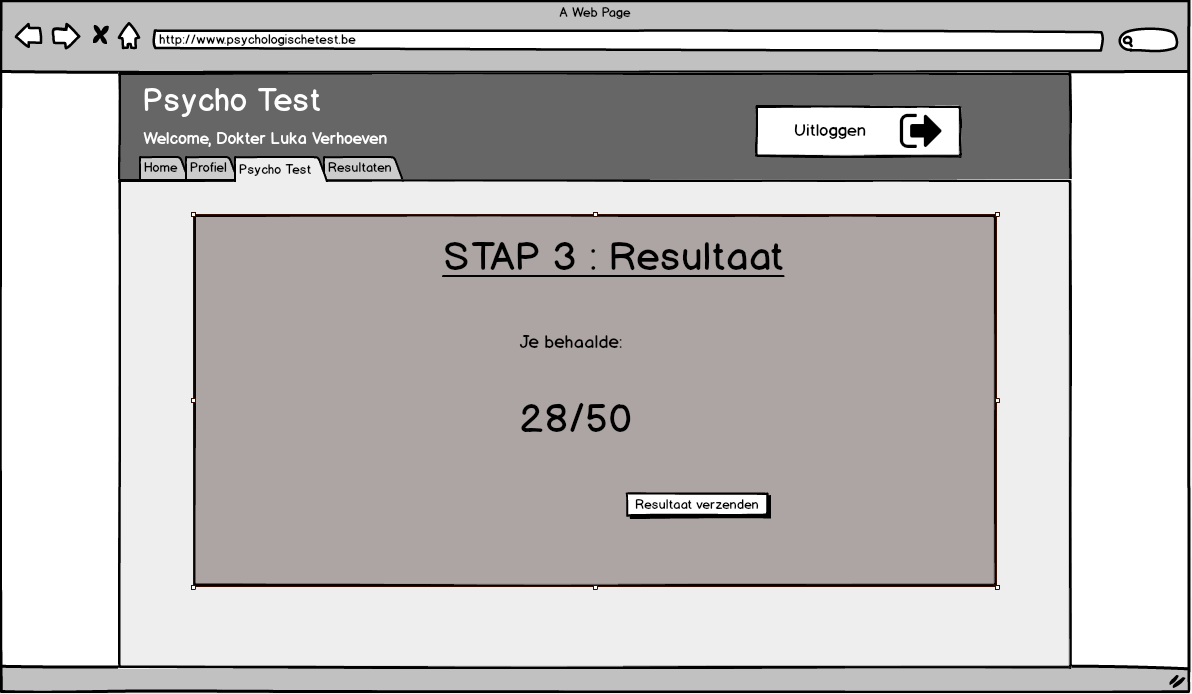 A Web Page
http://www.psychologischetest.be
Psycho Test
Uitloggen
Welcome, Dokter Luka Verhoeven
Home Profiel Psycho Test Resultaten
STAP 3 : Resultaat
Je behaalde:
28/50
Resultaat verzenden